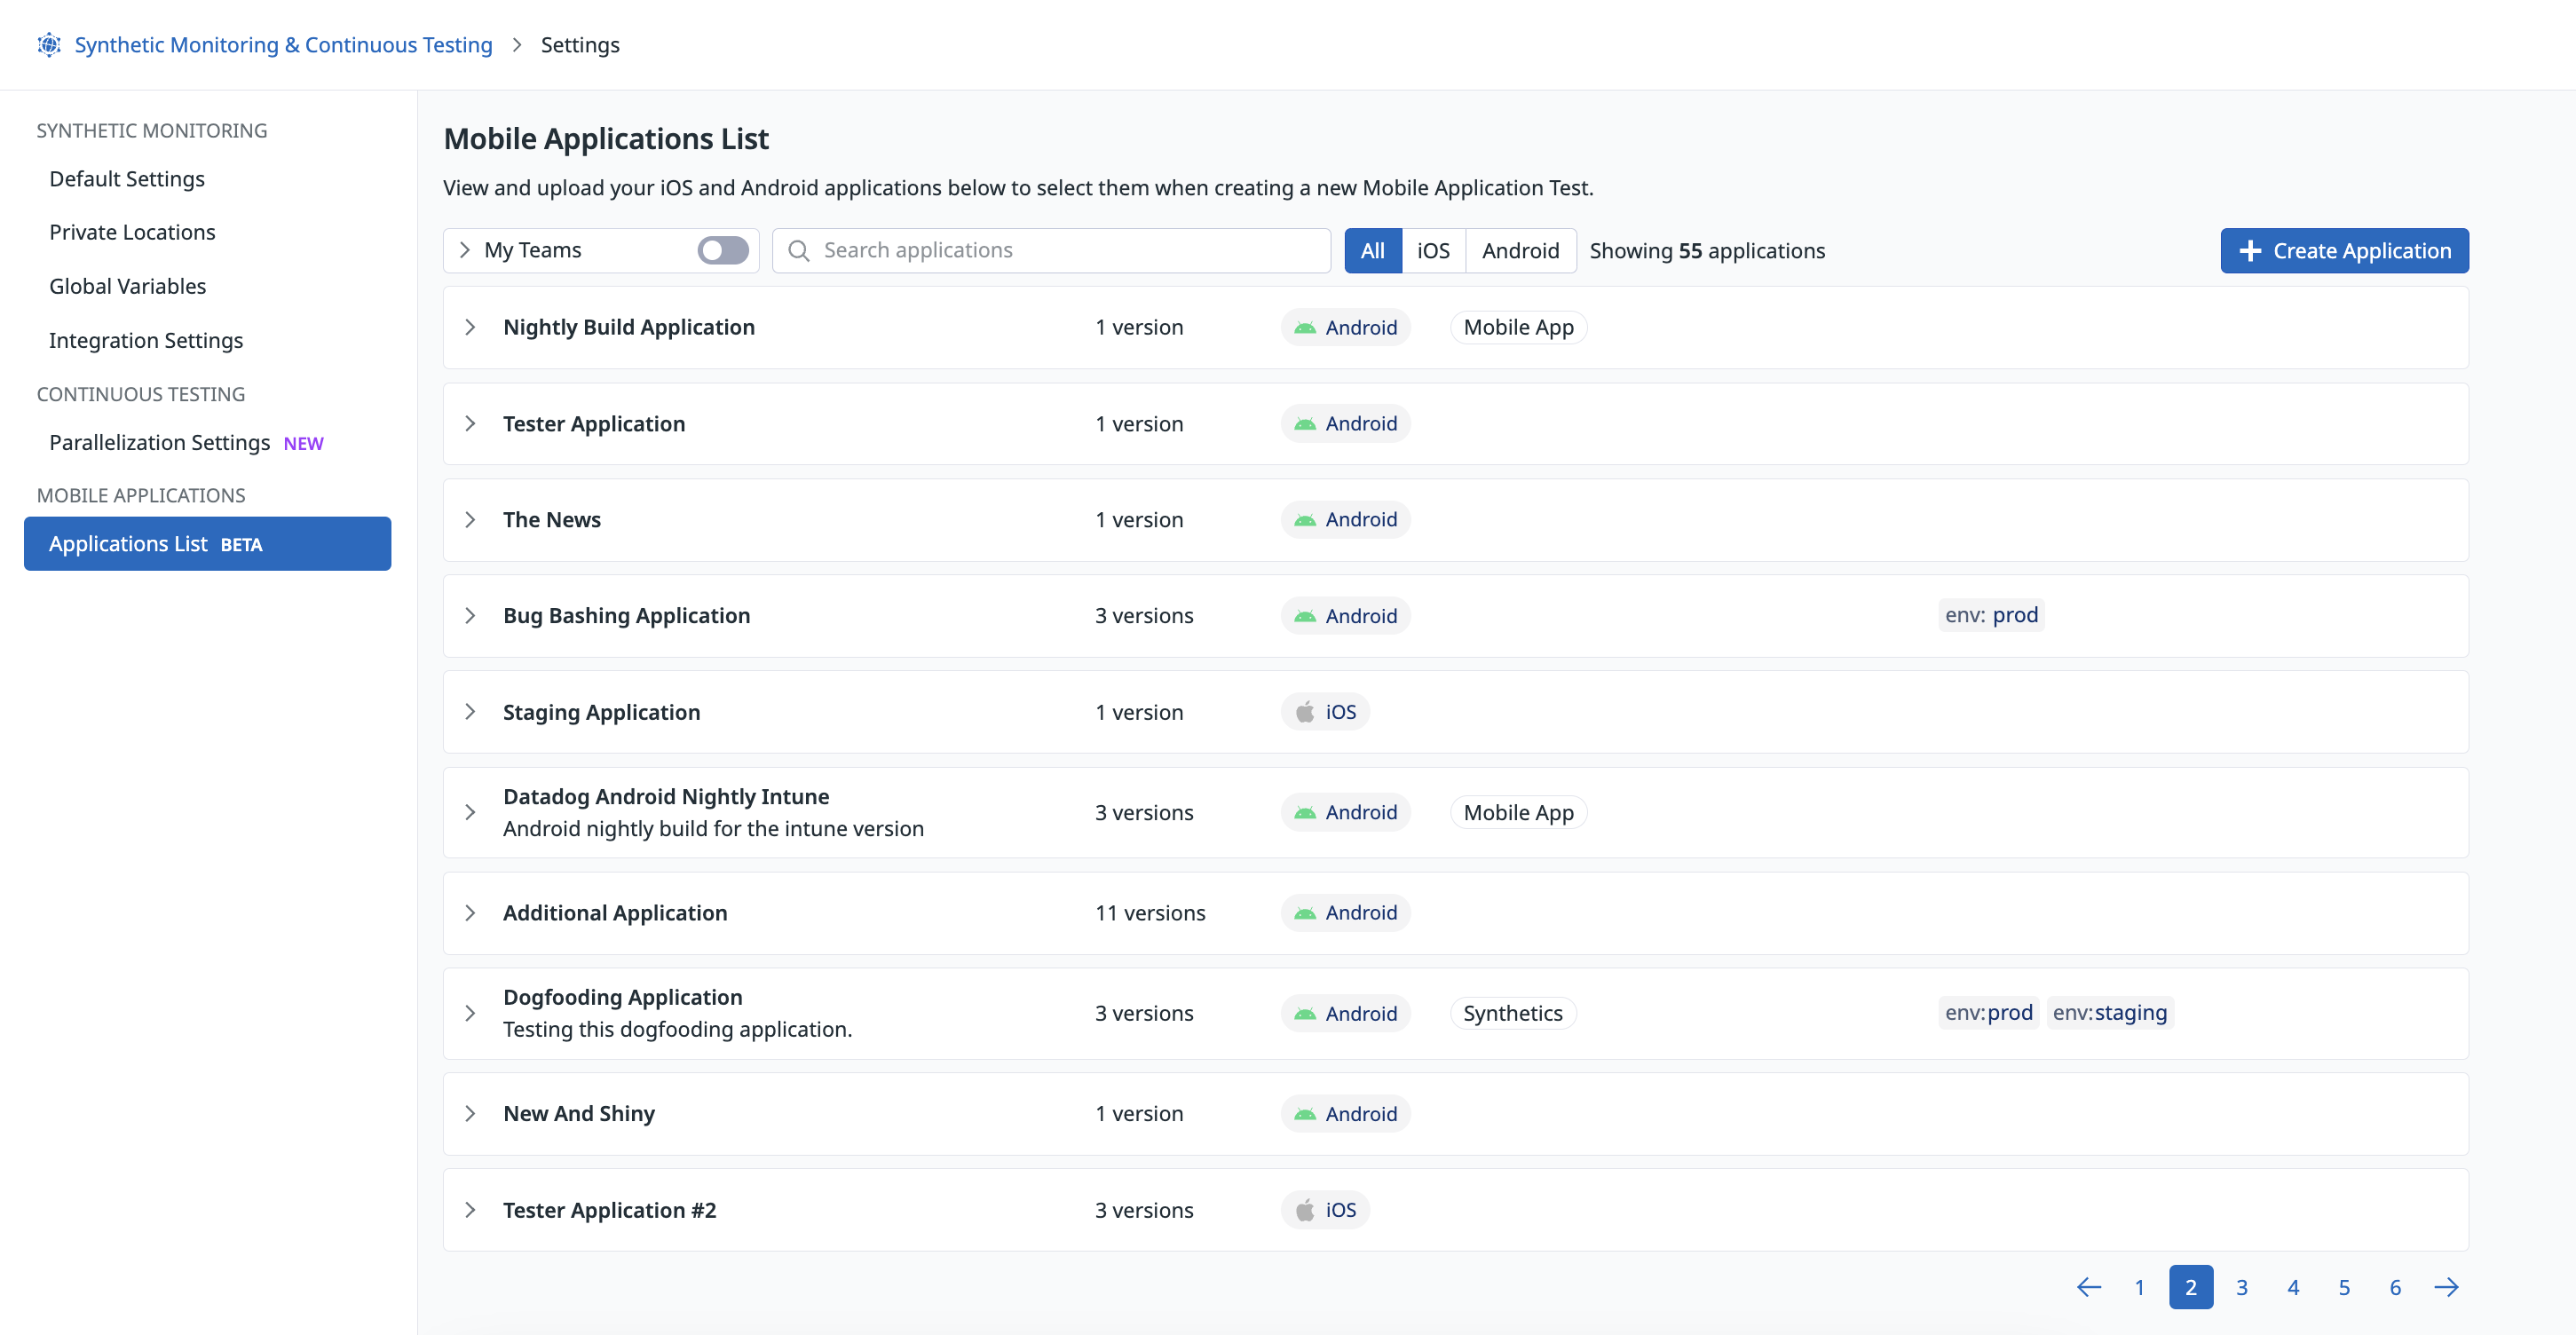 Synthetic Monitoring & Continuous Testing > Settings
SYNTHETIC MONITORING
Default Settings
Private Locations
Global Variables
Integration Settings
CONTINUOUS TESTING
Parallelization Settings NEW
MOBILE APPLICATIONS
Applications List BETA
Mobile Applications List
View and upload your iOS and Android applications below to select them when creating a new Mobile Application Test.
My Teams Search applications All iOS Android Showing 55 applications + Create Application
Nightly Build Application 1 version Android Mobile App
Tester Application 1 version Android
The News 1 version Android
Bug Bashing Application 3 versions Android env: prod
Staging Application 1 version iOS
Datadog Android Nightly Intune
Android nightly build for the intune version
3 versions Android Mobile App
Additional Application 11 versions Android
Dogfooding Application
Testing this dogfooding application.
3 versions Android Synthetics env:prod env:staging
New And Shiny 1 version Android
Tester Application #2 3 versions iOS
← 1 2 3 4 5 6 →